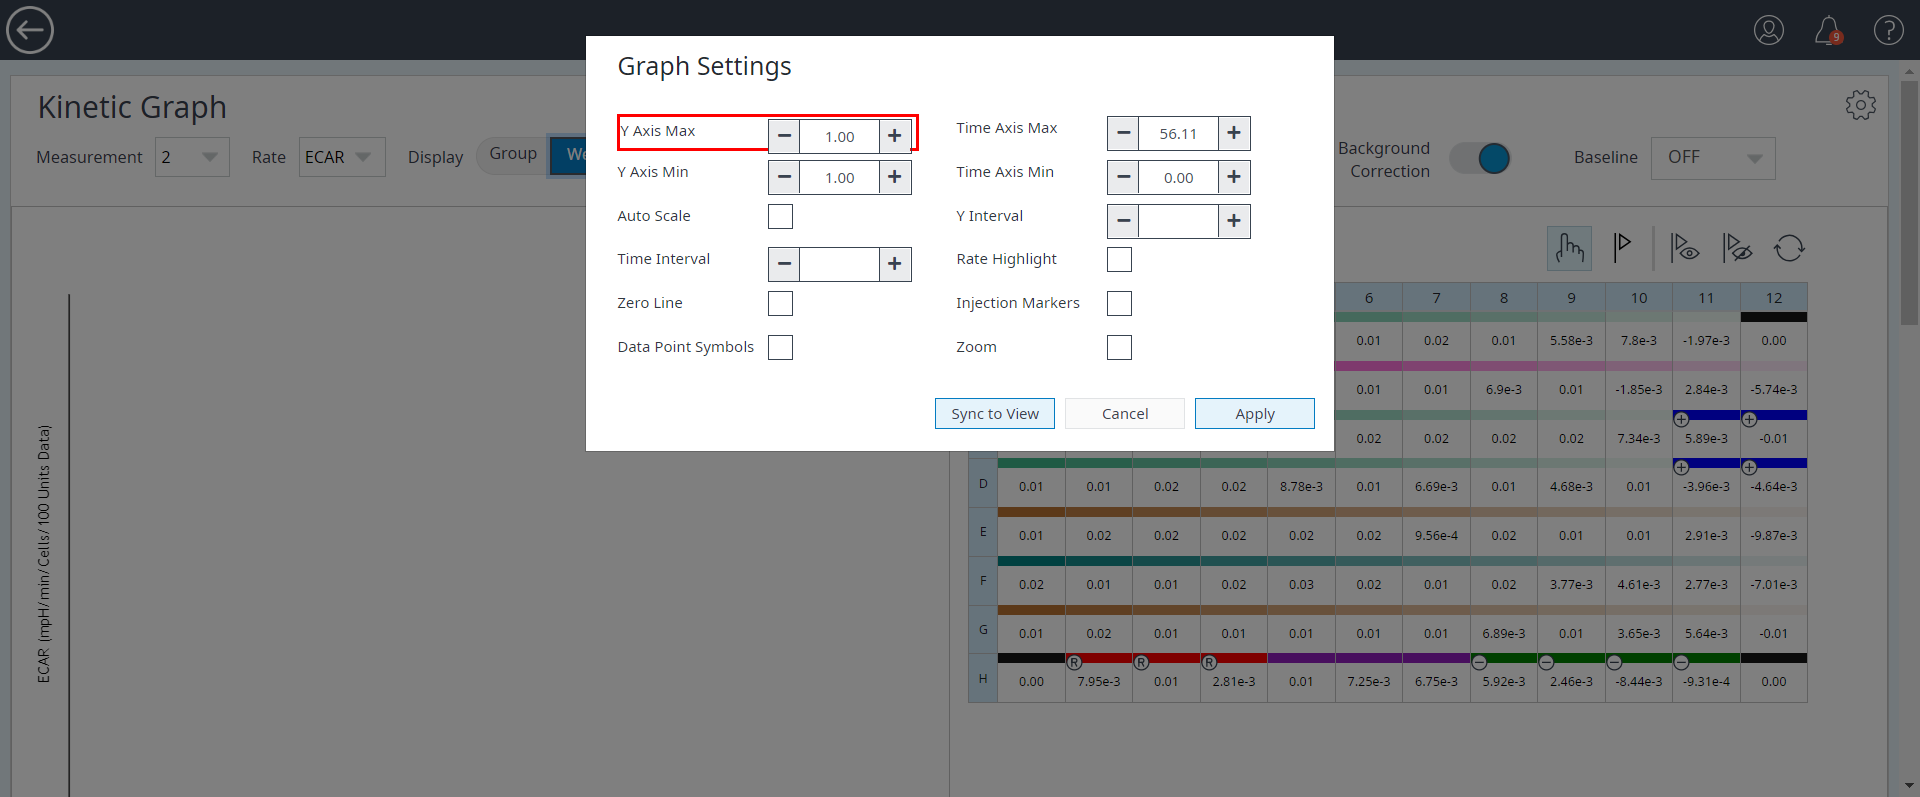 9
Kinetic Graph
Measurement 2 Rate ECAR Display Group We
Background Correction
Baseline OFF
Graph Settings
Y Axis Max − 1.00 + Time Axis Max − 56.11 +
Y Axis Min − 1.00 + Time Axis Min − 0.00 +
Auto Scale Y Interval − +
Time Interval − + Rate Highlight
Zero Line Injection Markers
Data Point Symbols Zoom
Sync to View Cancel Apply
ECAR (mpH/min/Cells/100 Units Data)
6 7 8 9 10 11 12
0.01 0.02 0.01 5.58e-3 7.8e-3 -1.97e-3 0.00
0.01 0.01 6.9e-3 0.01 -1.85e-3 2.84e-3 -5.74e-3
0.02 0.02 0.02 0.02 7.34e-3 5.89e-3 -0.01
D 0.01 0.01 0.02 0.02 8.78e-3 0.01 6.69e-3 0.01 4.68e-3 0.01 -3.96e-3 -4.64e-3
E 0.01 0.02 0.02 0.02 0.02 0.02 9.56e-4 0.02 0.01 0.01 2.91e-3 -9.87e-3
F 0.02 0.01 0.01 0.02 0.03 0.02 0.01 0.02 3.77e-3 4.61e-3 2.77e-3 -7.01e-3
G 0.01 0.02 0.01 0.01 0.01 0.01 0.01 6.89e-3 0.01 3.65e-3 5.64e-3 -0.01
R R R
H 0.00 7.95e-3 0.01 2.81e-3 0.01 7.25e-3 6.75e-3 5.92e-3 2.46e-3 -8.44e-3 -9.31e-4 0.00